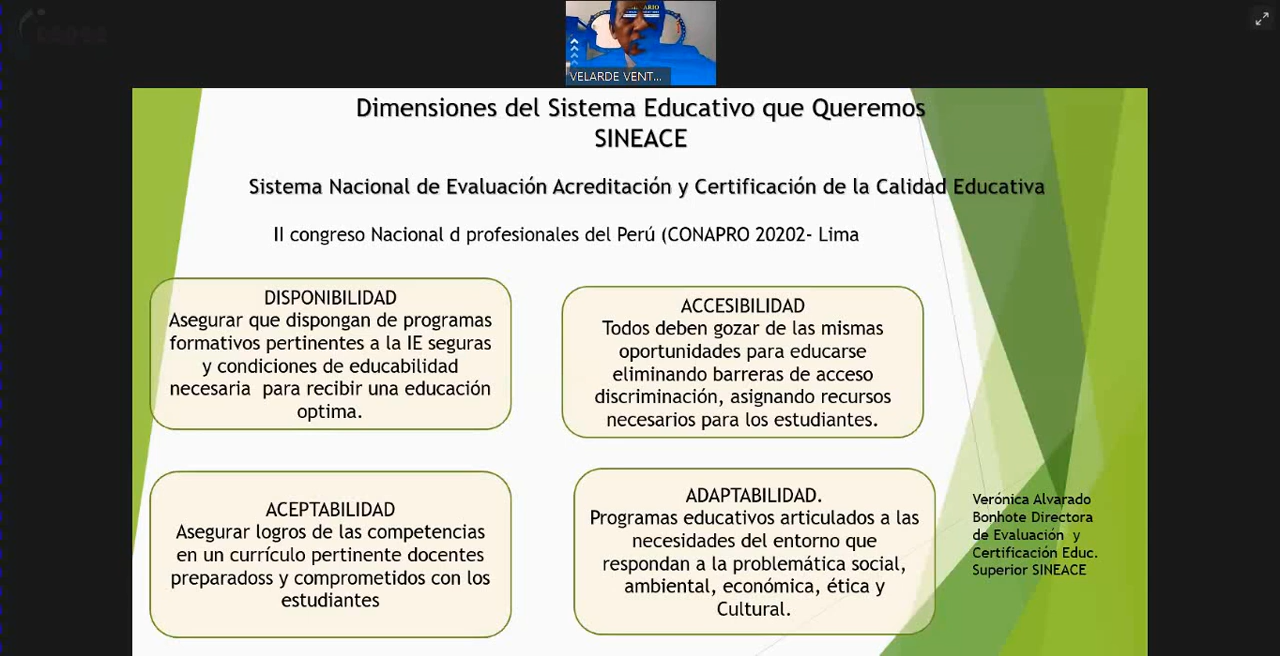 VELARDE VENT...
Dimensiones del Sistema Educativo que Queremos
SINEACE
Sistema Nacional de Evaluación Acreditación y Certificación de la Calidad Educativa
II congreso Nacional d profesionales del Perú (CONAPRO 20202- Lima
DISPONIBILIDAD
Asegurar que dispongan de programas
formativos pertinentes a la IE seguras
y condiciones de educabilidad
necesaria para recibir una educación
optima.
ACCESIBILIDAD
Todos deben gozar de las mismas
oportunidades para educarse
eliminando barreras de acceso
discriminación, asignando recursos
necesarios para los estudiantes.
ACEPTABILIDAD
Asegurar logros de las competencias
en un currículo pertinente docentes
preparadoss y comprometidos con los
estudiantes
ADAPTABILIDAD.
Programas educativos articulados a las
necesidades del entorno que
respondan a la problemática social,
ambiental, económica, ética y
Cultural.
Verónica Alvarado
Bonhote Directora
de Evaluación y
Certificación Educ.
Superior SINEACE